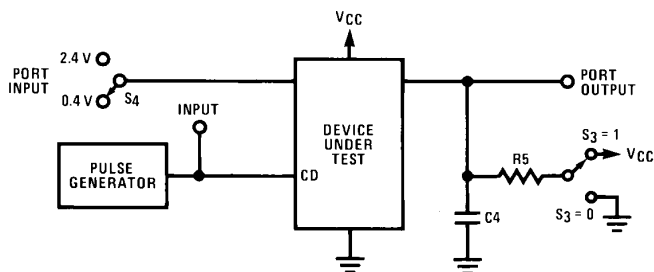 VCC
2.4 V
PORT
INPUT
0.4 V
S4
INPUT
PULSE
GENERATOR
CD
DEVICE
UNDER
TEST
PORT
OUTPUT
S3 = 1
VCC
R5
C4
S3 = 0